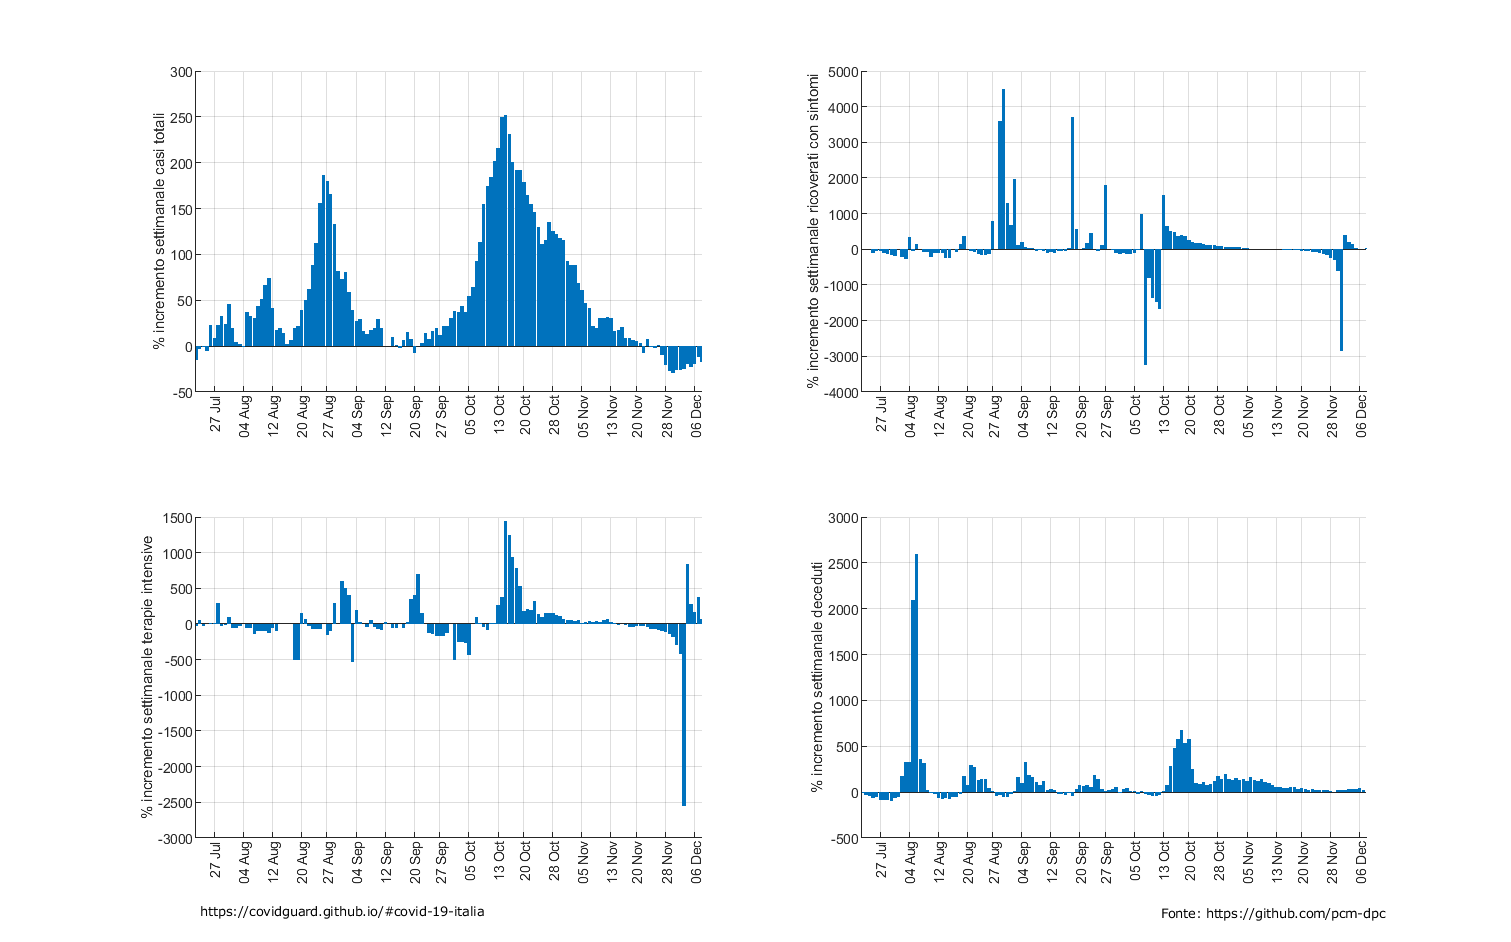 % incremento settimanale casi totali
300
250
200
150
100
50
0
-50
27 Jul
04 Aug
12 Aug
20 Aug
27 Aug
04 Sep
12 Sep
20 Sep
27 Sep
05 Oct
13 Oct
20 Oct
28 Oct
05 Nov
13 Nov
20 Nov
28 Nov
06 Dec
% incremento settimanale ricoverati con sintomi
5000
4000
3000
2000
1000
0
-1000
-2000
-3000
-4000
27 Jul
04 Aug
12 Aug
20 Aug
27 Aug
04 Sep
12 Sep
20 Sep
27 Sep
05 Oct
13 Oct
20 Oct
28 Oct
05 Nov
13 Nov
20 Nov
28 Nov
06 Dec
% incremento settimanale terapie intensive
1500
1000
500
0
-500
-1000
-1500
-2000
-2500
-3000
27 Jul
04 Aug
12 Aug
20 Aug
27 Aug
04 Sep
12 Sep
20 Sep
27 Sep
05 Oct
13 Oct
20 Oct
28 Oct
05 Nov
13 Nov
20 Nov
28 Nov
06 Dec
% incremento settimanale deceduti
3000
2500
2000
1500
1000
500
0
-500
27 Jul
04 Aug
12 Aug
20 Aug
27 Aug
04 Sep
12 Sep
20 Sep
27 Sep
05 Oct
13 Oct
20 Oct
28 Oct
05 Nov
13 Nov
20 Nov
28 Nov
06 Dec
https://covidguard.github.io/#covid-19-italia
Fonte: https://github.com/pcm-dpc